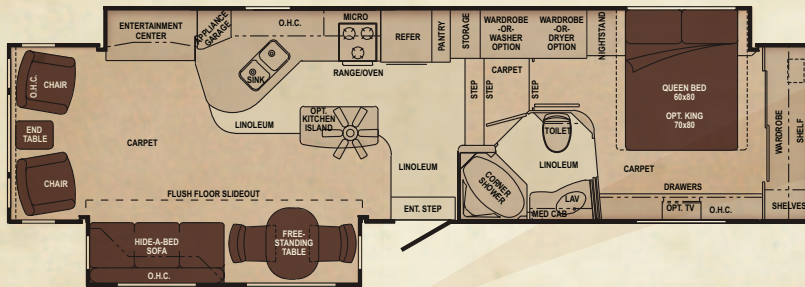 ENTERTAINMENT
CENTER
APPLIANCE
GARAGE
O.H.C.
MICRO
RANGE/OVEN
REFER
PANTRY
STORAGE
WARDROBE
-OR-
WASHER
OPTION
WARDROBE
-OR-
DRYER
OPTION
NIGHTSTAND
O.H.C.
CHAIR
END
TABLE
CHAIR
SINK
LINOLEUM
OPT.
KITCHEN
ISLAND
CARPET
LINOLEUM
STEP
STEP
CARPET
STEP
TOILET
LINOLEUM
CORNER
SHOWER
LAV
MED CAB
QUEEN BED
60x80
OPT. KING
70x80
CARPET
DRAWERS
OPT. TV
O.H.C.
WARDROBE
SHELF
SHELVES
FLUSH FLOOR SLIDEOUT
ENT. STEP
HIDE-A-BED
SOFA
O.H.C.
FREE-
STANDING
TABLE